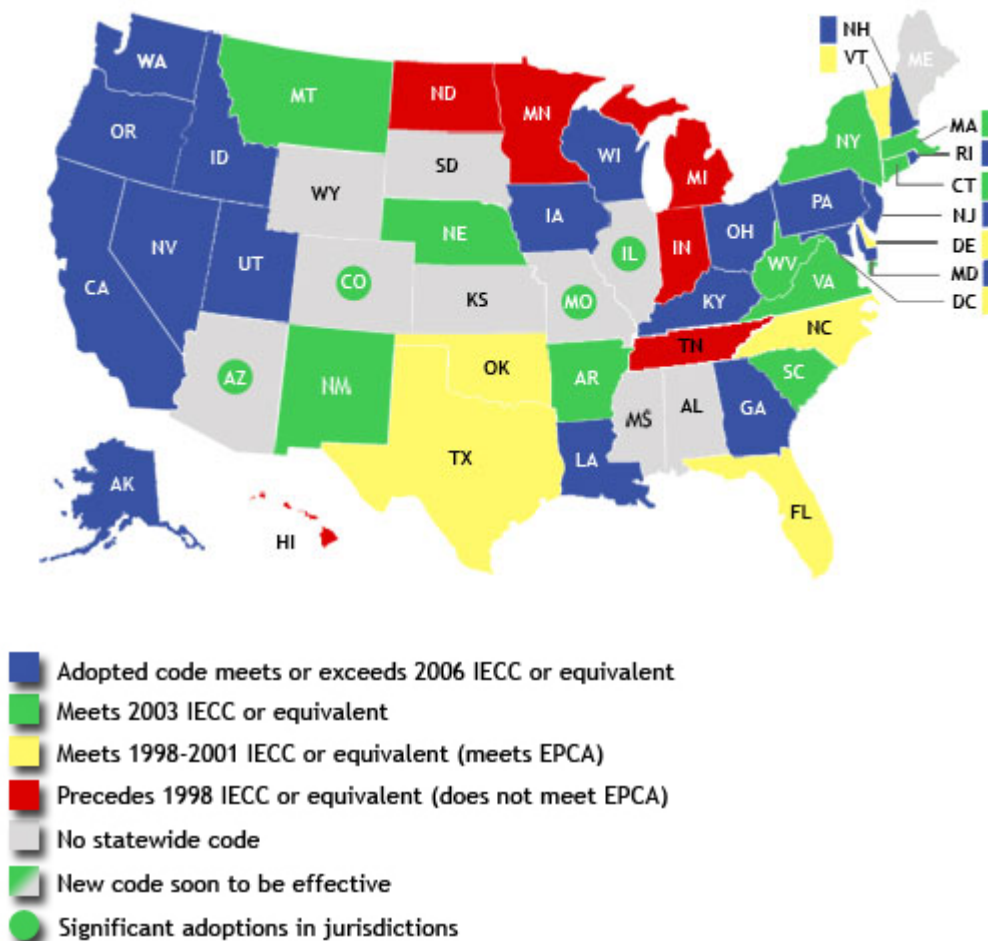 NH
WA
VT
ME
MT
ND
MN
OR
MA
NY
ID
WI
SD
RI
MI
WY
CT
PA
IA
NJ
NE
OH
NV
IL
IN
DE
UT
WV
CO
MD
CA
VA
KS
MO
KY
DC
NC
TN
OK
AZ
AR
SC
NM
GA
AL
MS
TX
LA
AK
FL
HI
Adopted code meets or exceeds 2006 IECC or equivalent
Meets 2003 IECC or equivalent
Meets 1998-2001 IECC or equivalent (meets EPCA)
Precedes 1998 IECC or equivalent (does not meet EPCA)
No statewide code
New code soon to be effective
Significant adoptions in jurisdictions